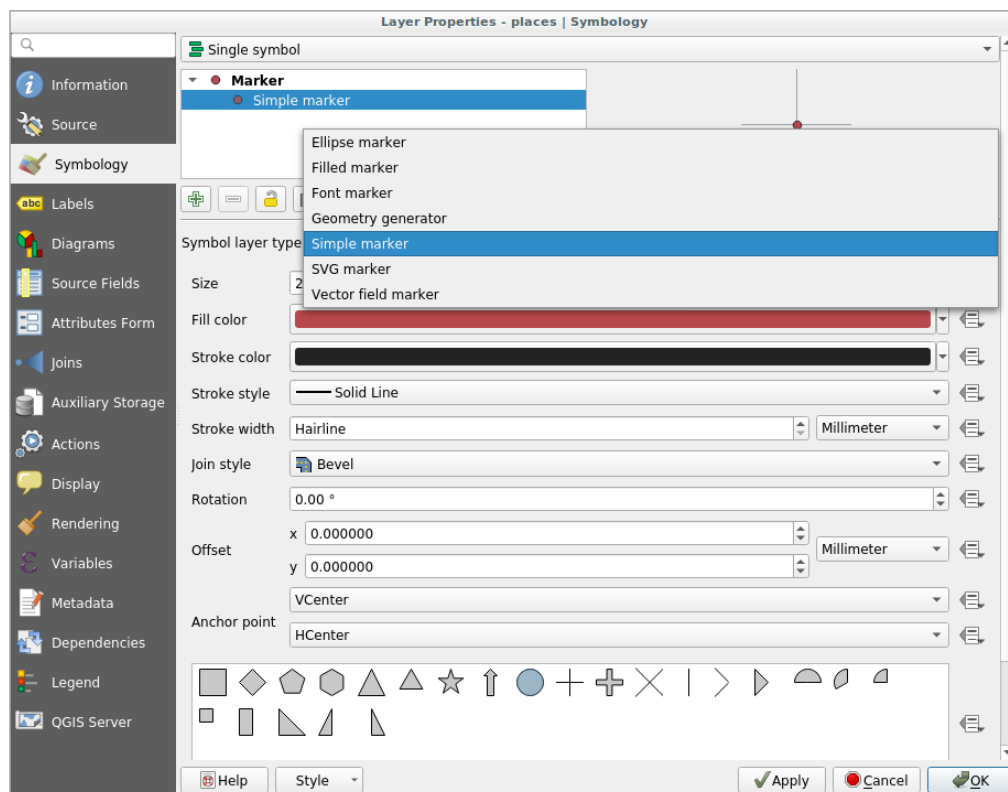 Layer Properties - places | Symbology
Information
Source
Symbology
abc Labels
Diagrams
Source Fields
Attributes Form
Joins
Auxiliary Storage
Actions
Display
Rendering
Variables
Metadata
Dependencies
Legend
QGIS Server
Single symbol
Marker
Simple marker
Ellipse marker
Filled marker
Font marker
Geometry generator
Simple marker
SVG marker
Vector field marker
Symbol layer type
Size 2
Fill color
Stroke color
Stroke style Solid Line
Stroke width Hairline Millimeter
Join style Bevel
Rotation 0.00 °
Offset x 0.000000 Millimeter
y 0.000000
Anchor point VCenter
HCenter
Help Style Apply Cancel OK